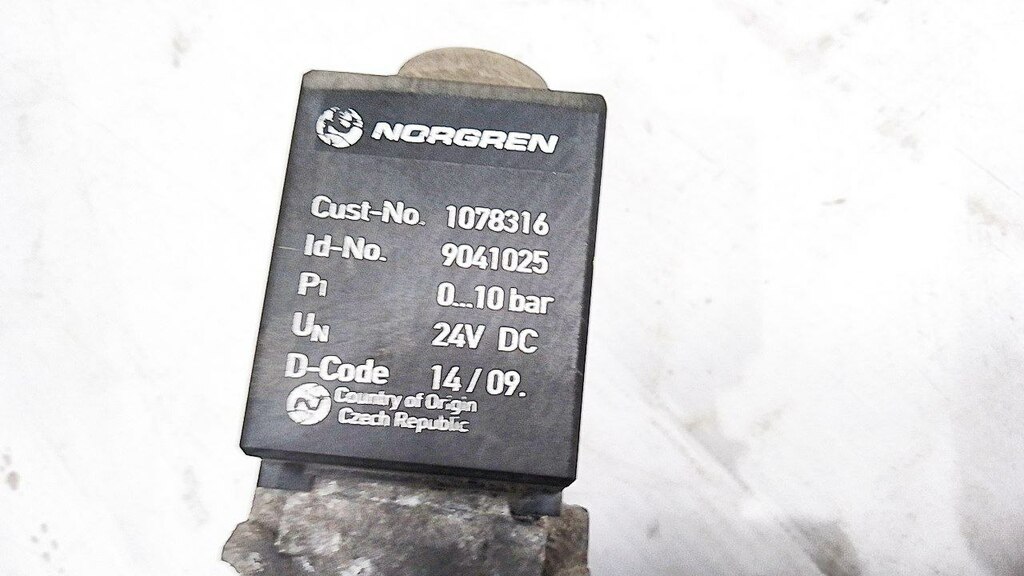 NORGREN
Cust-No. 1078316
Id-No. 9041025
P1 0...10 bar
UN 24V DC
D-Code 14/09.
Country of Origin
Czech Republic